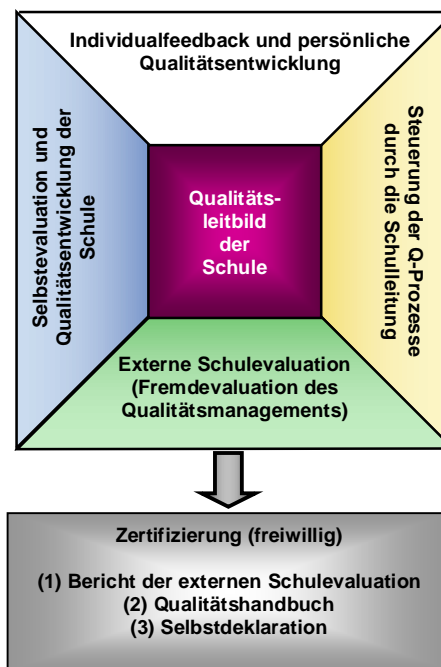 Individualfeedback und persönliche
Qualitätsentwicklung
Selbstevaluation und
Qualitätsentwicklung der
Schule
Qualitäts-
leitbild
der
Schule
Steuerung der Q-Prozesse
durch die Schulleitung
Externe Schulevaluation
(Fremdevaluation des
Qualitätsmanagements)
Zertifizierung (freiwillig)
(1) Bericht der externen Schulevaluation
(2) Qualitätshandbuch
(3) Selbstdeklaration